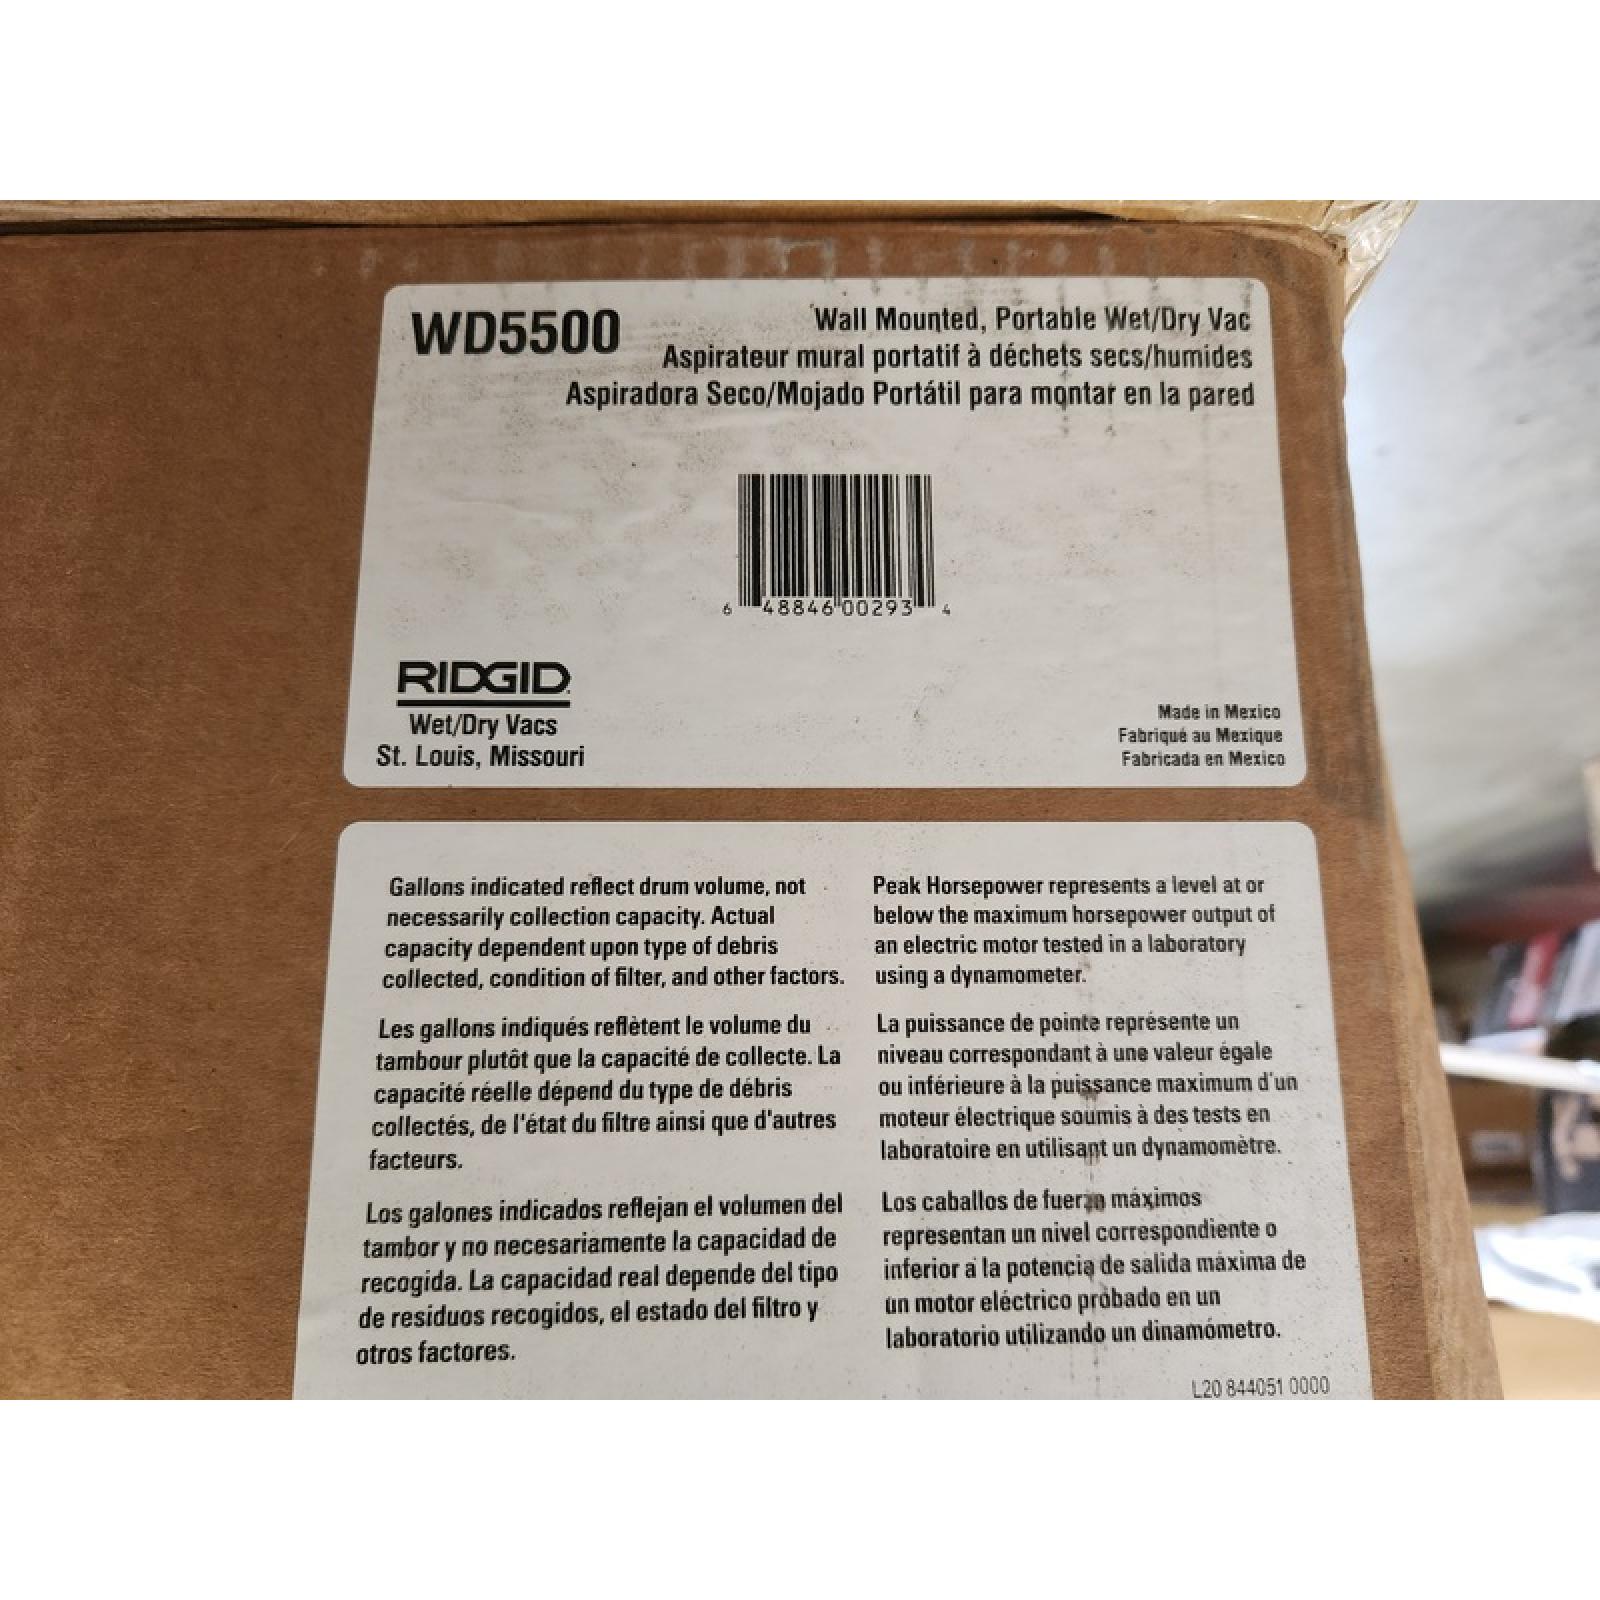 WD5500
Wall Mounted, Portable Wet/Dry Vac
Aspirateur mural portatif à déchets secs/humides
Aspiradora Seco/Mojado Portátil para montar en la pared
6 48846 00293 4
RIDGID
Wet/Dry Vacs
St. Louis, Missouri
Made in Mexico
Fabriqué au Mexique
Fabricada en Mexico
Gallons indicated reflect drum volume, not
necessarily collection capacity. Actual
capacity dependent upon type of debris
collected, condition of filter, and other factors.
Les gallons indiqués reflètent le volume du
tambour plutôt que la capacité de collecte. La
capacité réelle dépend du type de débris
collectés, de l'état du filtre ainsi que d'autres
facteurs.
Los galones indicados reflejan el volumen del
tambor y no necesariamente la capacidad de
recogida. La capacidad real depende del tipo
de residuos recogidos, el estado del filtro y
otros factores.
Peak Horsepower represents a level at or
below the maximum horsepower output of
an electric motor tested in a laboratory
using a dynamometer.
La puissance de pointe représente un
niveau correspondant à une valeur égale
ou inférieure à la puissance maximum d'un
moteur électrique soumis à des tests en
laboratoire en utilisant un dynamomètre.
Los caballos de fuerza máximos
representan un nivel correspondiente o
inferior a la potencia de salida máxima de
un motor eléctrico probado en un
laboratorio utilizando un dinamómetro.
L20 844051 0000